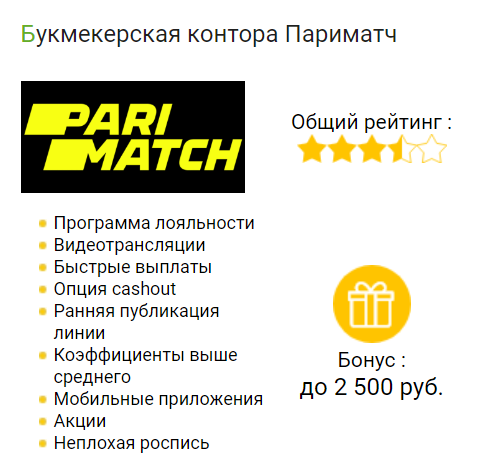 Букмекерская контора Париматч
PARI
MATCH
Общий рейтинг :
Программа лояльности
Видеотрансляции
Быстрые выплаты
Опция cashout
Ранняя публикация
линии
Коэффициенты выше
среднего
Мобильные приложения
Акции
Неплохая роспись
Бонус :
до 2 500 руб.